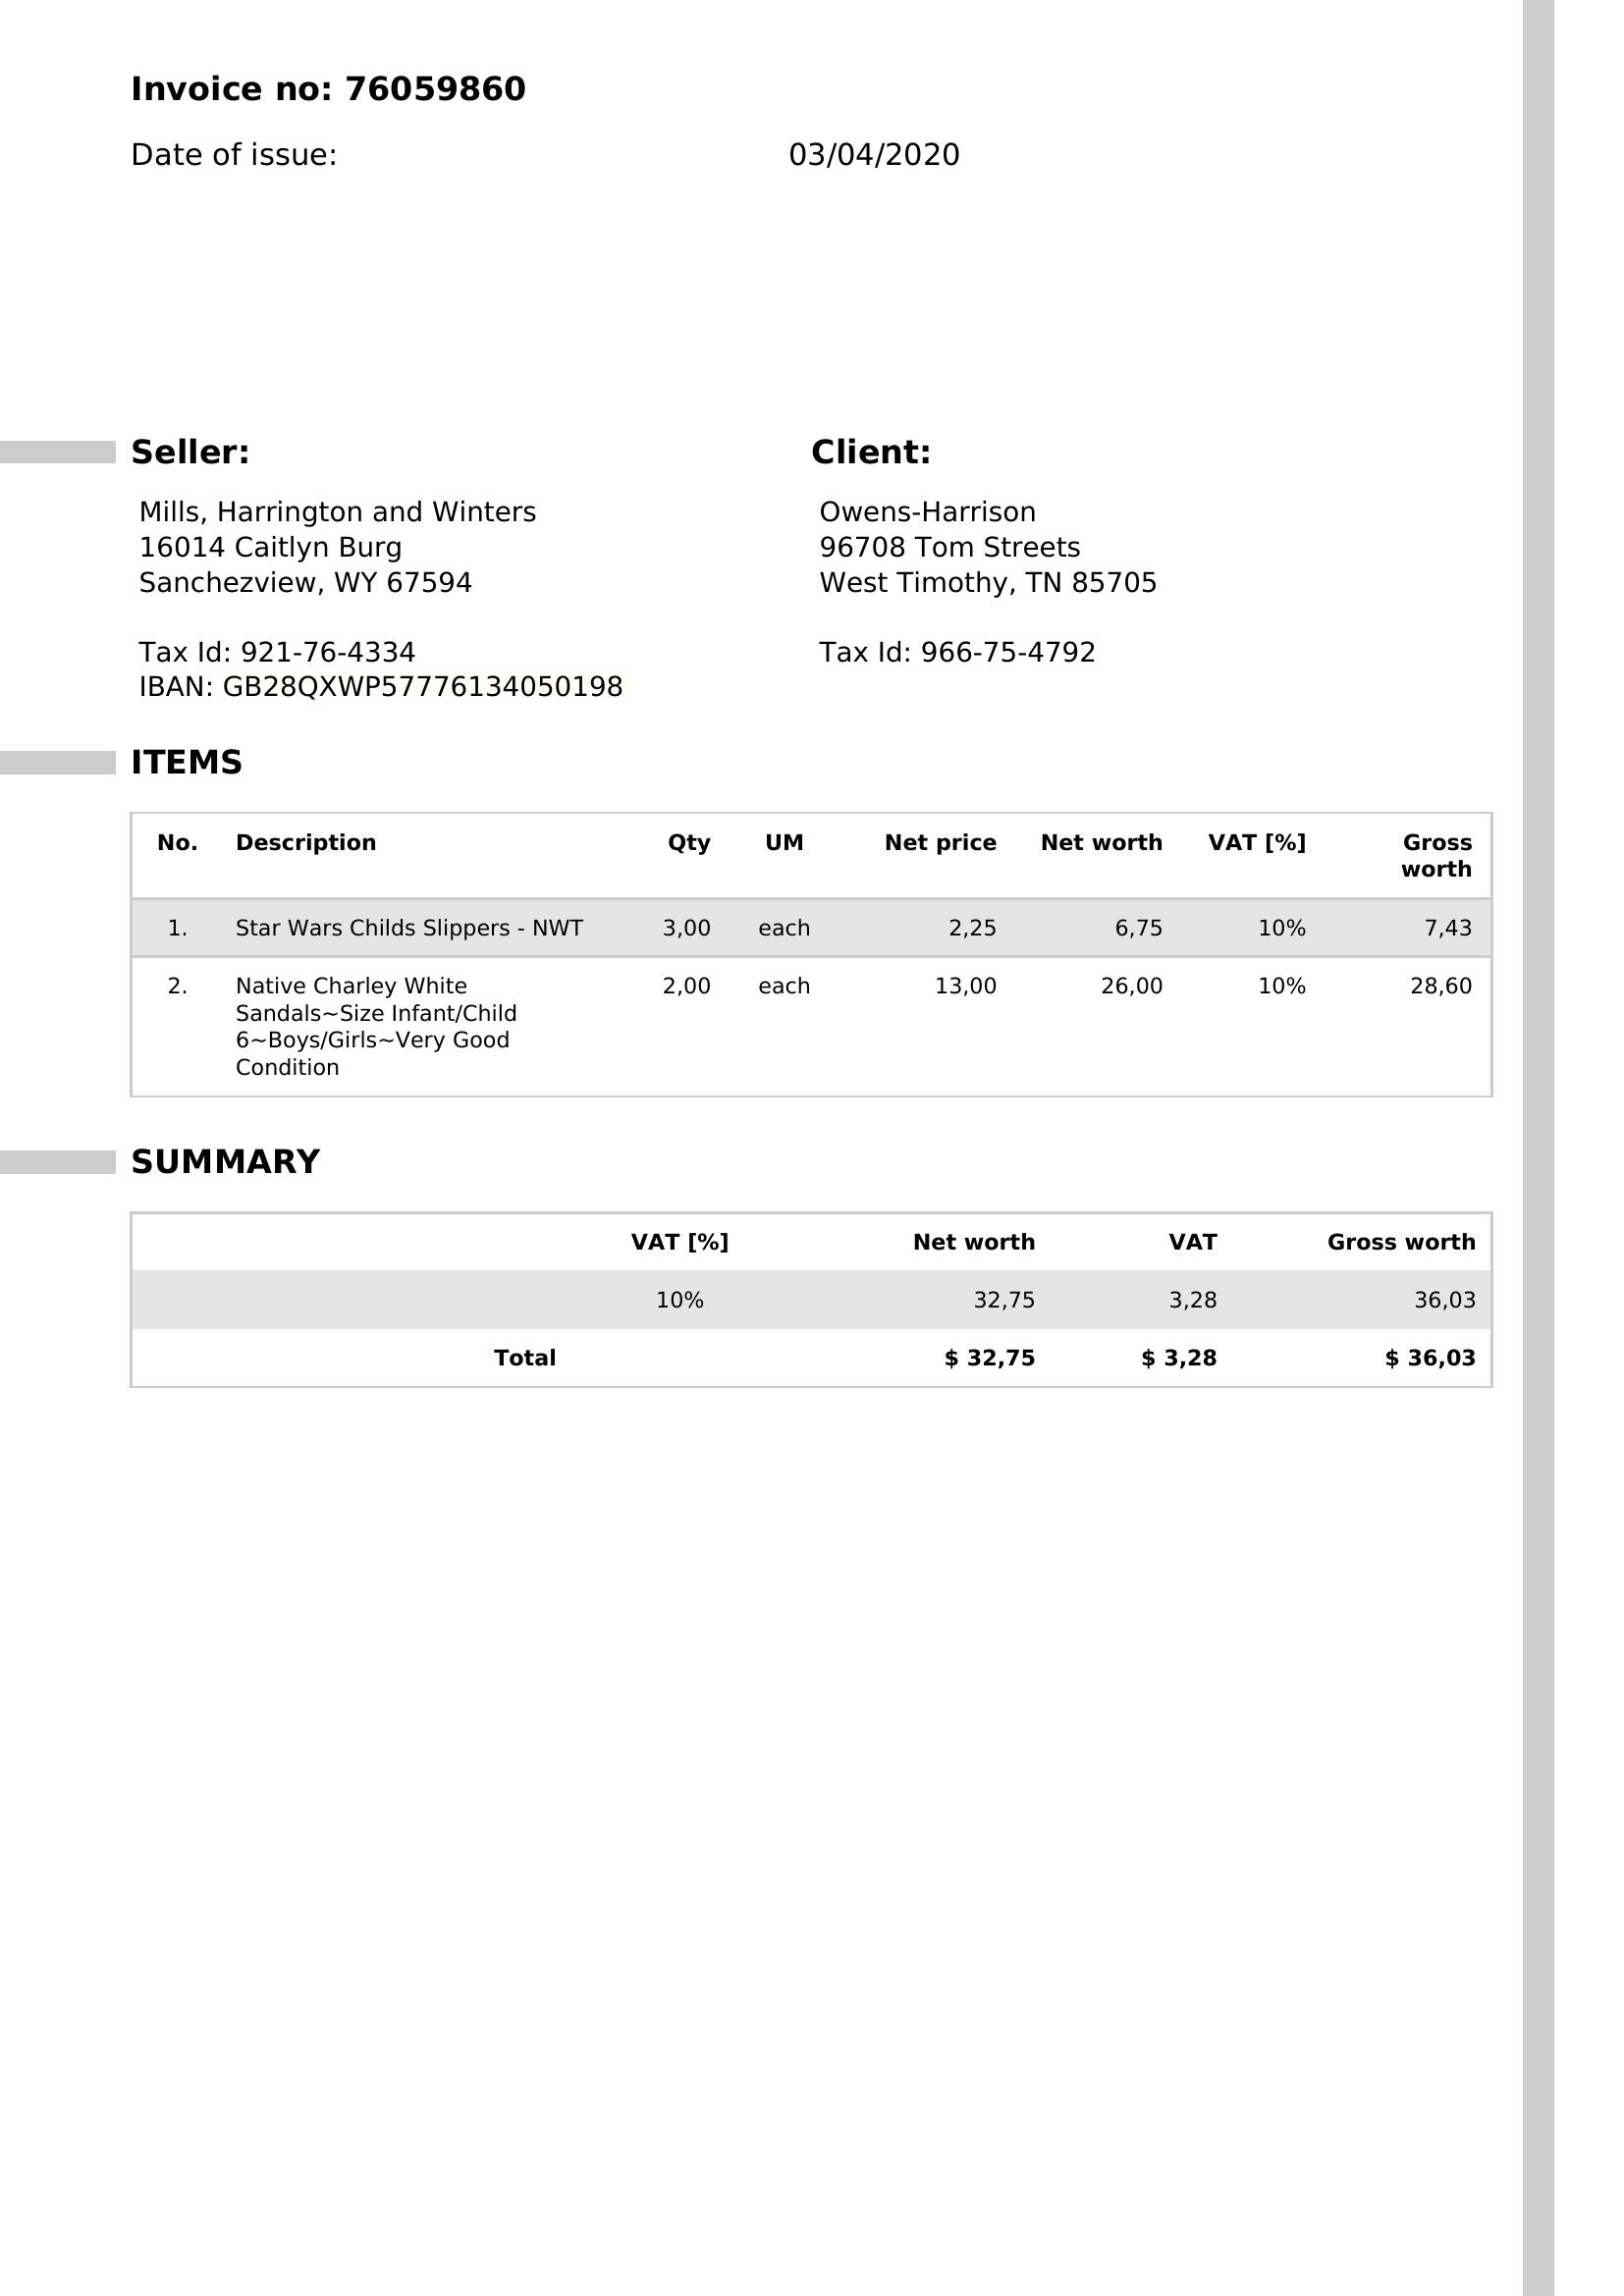 Invoice no: 76059860
Date of issue: 03/04/2020
Seller:
Mills, Harrington and Winters
16014 Caitlyn Burg
Sanchezview, WY 67594
Tax Id: 921-76-4334
IBAN: GB28QXWP57776134050198
Client:
Owens-Harrison
96708 Tom Streets
West Timothy, TN 85705
Tax Id: 966-75-4792
ITEMS
No. Description Qty UM Net price Net worth VAT [%] Gross
worth
1. Star Wars Childs Slippers - NWT 3,00 each 2,25 6,75 10% 7,43
2. Native Charley White 2,00 each 13,00 26,00 10% 28,60
Sandals~Size Infant/Child
6~Boys/Girls~Very Good
Condition
SUMMARY
VAT [%] Net worth VAT Gross worth
10% 32,75 3,28 36,03
Total $ 32,75 $ 3,28 $ 36,03